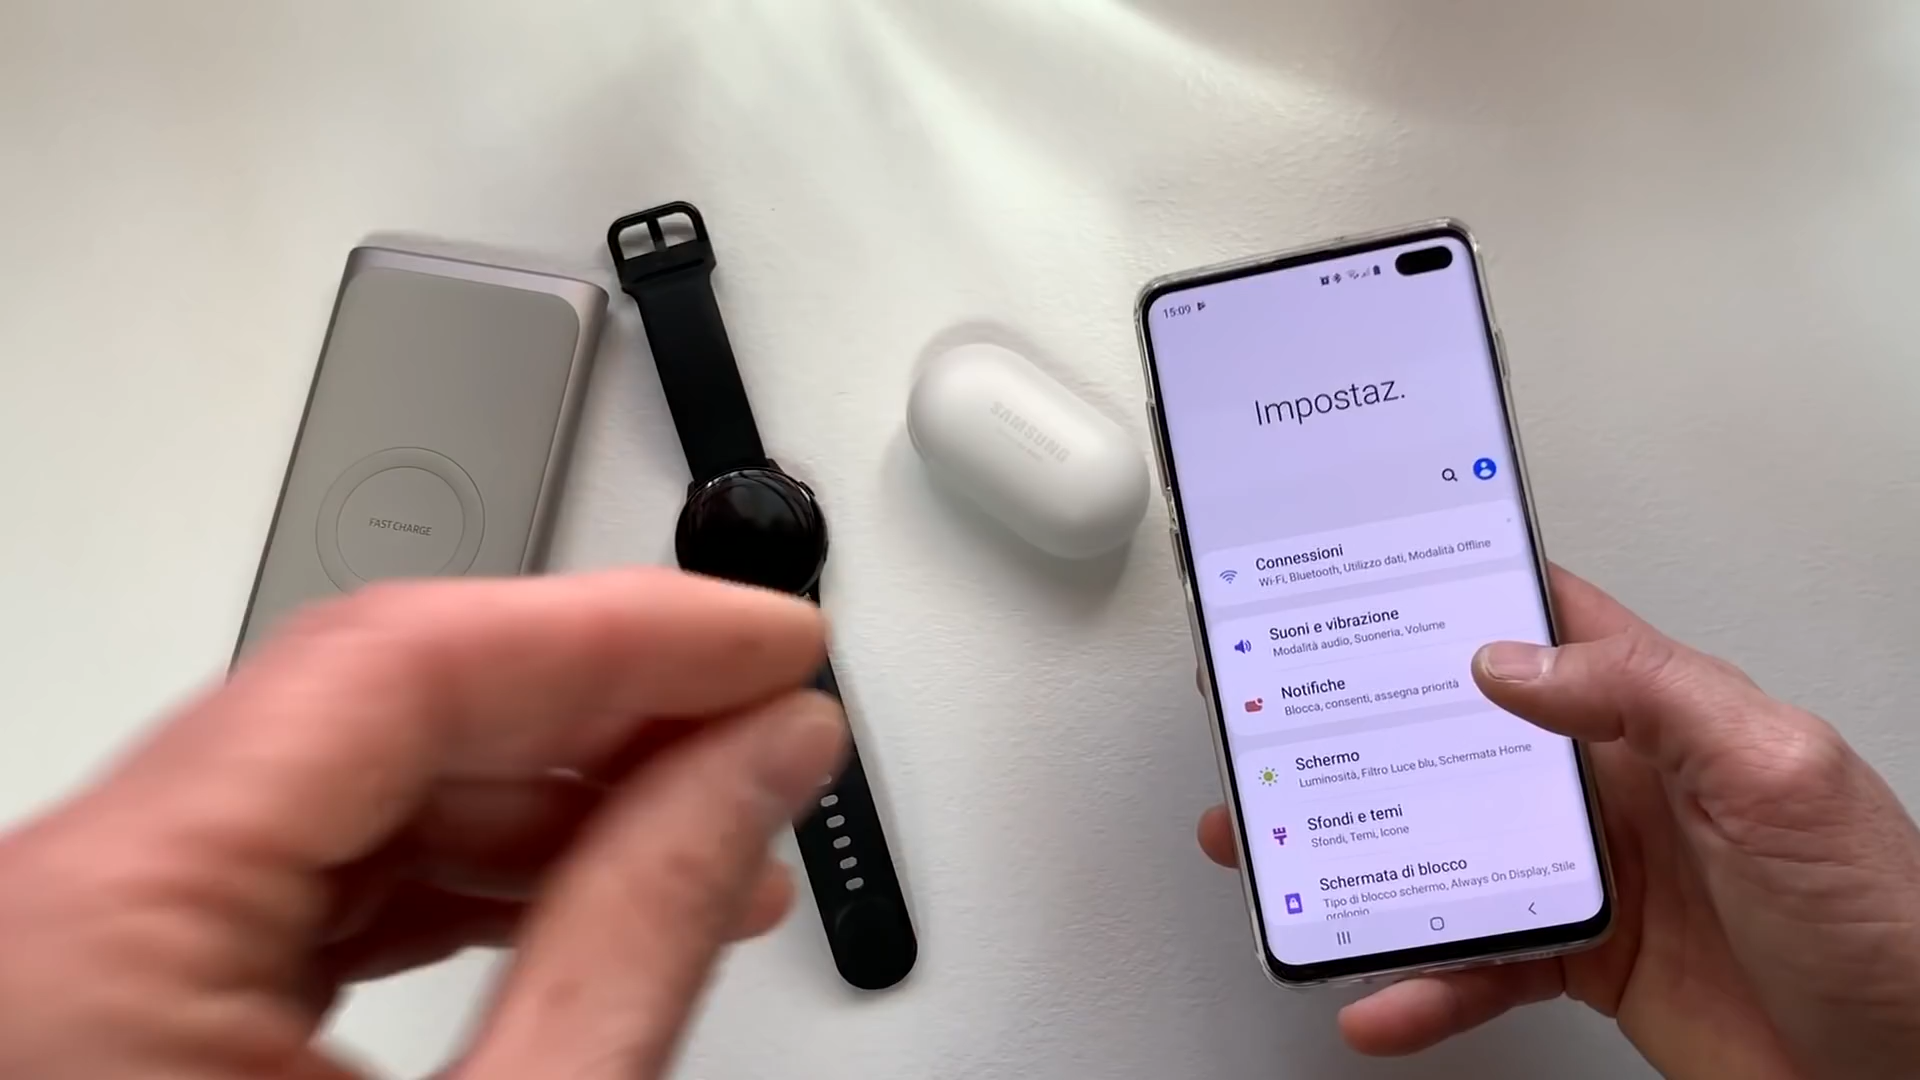 FAST CHARGE
SAMSUNG
15:09
Impostaz.
Connessioni
Wi-Fi, Bluetooth, Utilizzo dati, Modalità Offline
Suoni e vibrazione
Modalità audio, Suoneria, Volume
Notifiche
Blocca, consenti, assegna priorità
Schermo
Luminosità, Filtro Luce blu, Schermata Home
Sfondi e temi
Sfondi, Temi, Icone
Schermata di blocco
Tipo di blocco schermo, Always On Display, Stile
orologio